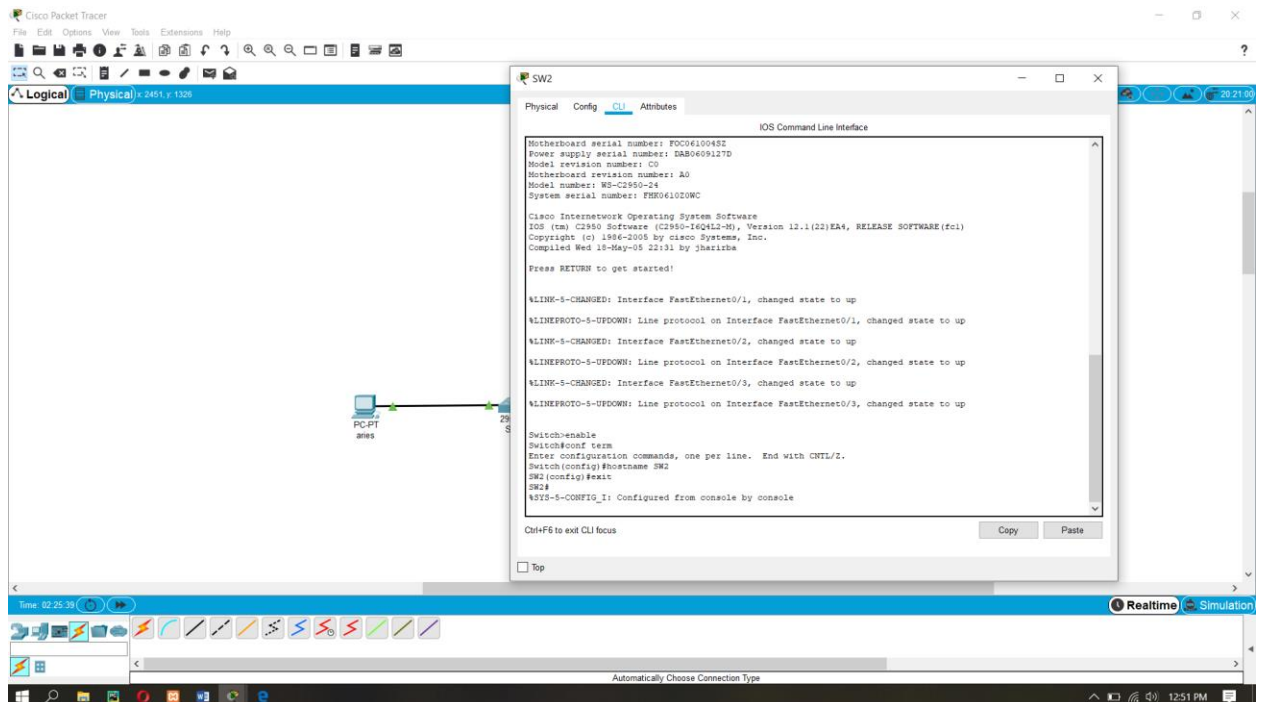 Cisco Packet Tracer
File Edit Options View Tools Extensions Help
?
Logical
Physical
x: 2451, y: 1326
20:21:00
SW2
Physical Config CLI Attributes
IOS Command Line Interface
Motherboard serial number: FOC061004SZ
Power supply serial number: DAB0609127D
Model revision number: C0
Motherboard revision number: A0
Model number: WS-C2950-24
System serial number: FHK0610Z0WC
Cisco Internetwork Operating System Software
IOS (tm) C2950 Software (C2950-I6Q4L2-M), Version 12.1(22)EA4, RELEASE SOFTWARE(fc1)
Copyright (c) 1986-2005 by cisco Systems, Inc.
Compiled Wed 18-May-05 22:31 by jharirba
Press RETURN to get started!
%LINK-5-CHANGED: Interface FastEthernet0/1, changed state to up
%LINEPROTO-5-UPDOWN: Line protocol on Interface FastEthernet0/1, changed state to up
%LINK-5-CHANGED: Interface FastEthernet0/2, changed state to up
%LINEPROTO-5-UPDOWN: Line protocol on Interface FastEthernet0/2, changed state to up
%LINK-5-CHANGED: Interface FastEthernet0/3, changed state to up
%LINEPROTO-5-UPDOWN: Line protocol on Interface FastEthernet0/3, changed state to up
Switch>enable
Switch#conf term
Enter configuration commands, one per line. End with CNTL/Z.
Switch(config)#hostname SW2
SW2(config)#exit
SW2#
%SYS-5-CONFIG_I: Configured from console by console
Ctrl+F6 to exit CLI focus
Copy
Paste
Top
PC-PT
aries
29
S
Time: 02:25:39
Realtime
Simulation
Automatically Choose Connection Type
12:51 PM